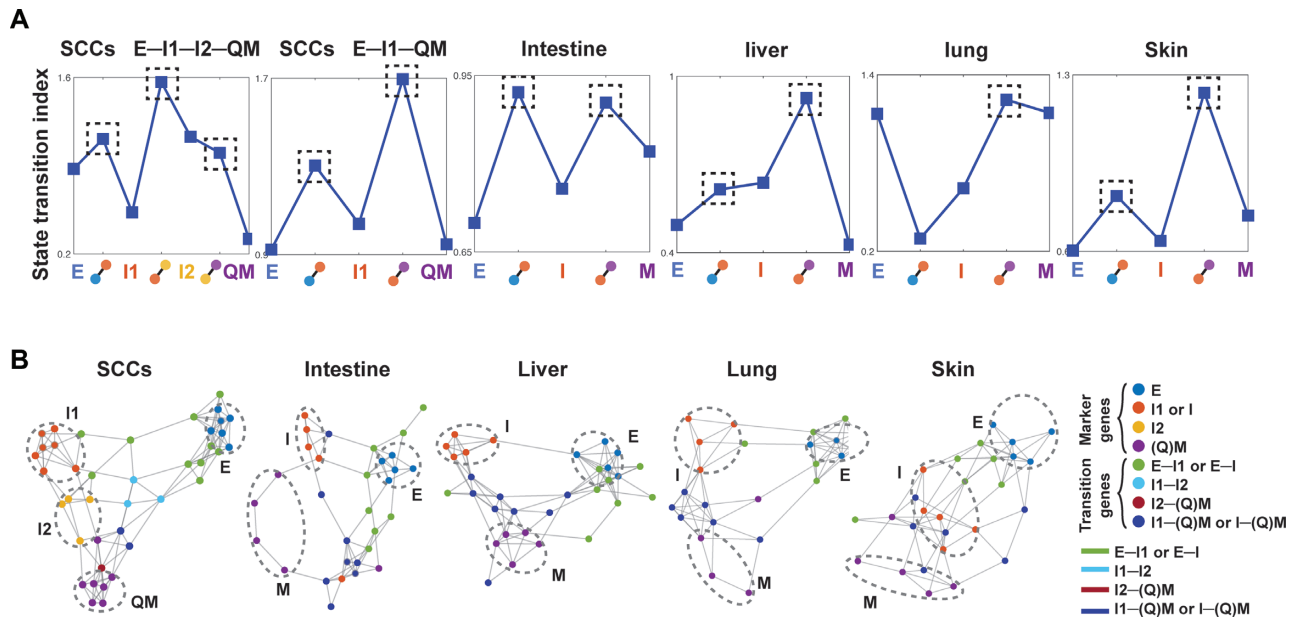 A
SCCs E—I1—I2—QM SCCs E—I1—QM Intestine liver lung Skin
State transition index
1.6 1.7 0.95 1 1.4 1.3
0.2 0.9 0.65 0.4 0.2
E I1 I2 QM E I1 QM E I M E I M E I M E I M
B
SCCs Intestine Liver Lung Skin
I1 I2 E QM
I E M
I E M
I E M
E I M
Marker genes
E
I1 or I
I2
(Q)M
Transition genes
E—I1 or E—I
I1—I2
I2—(Q)M
I1—(Q)M or I—(Q)M
E—I1 or E—I
I1—I2
I2—(Q)M
I1—(Q)M or I—(Q)M